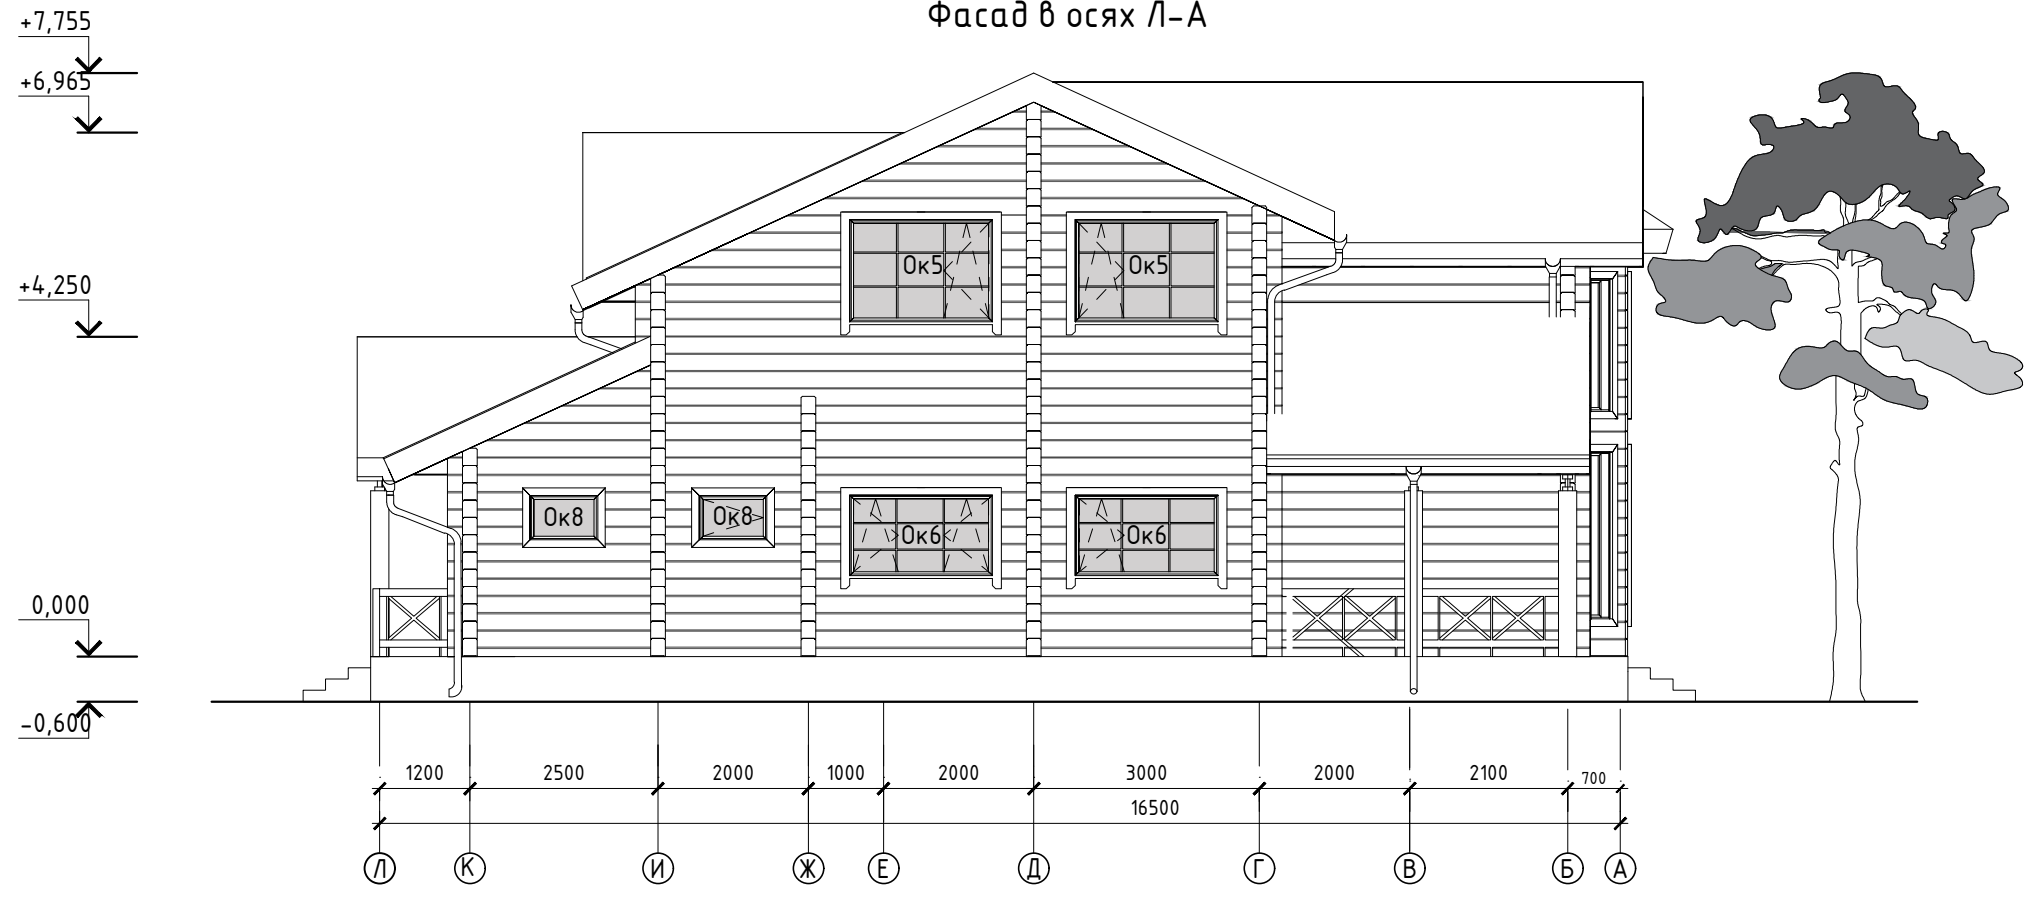 Фасад в осях Л-А
+7,755
+6,965
+4,250
0,000
-0,600
Ок5 Ок5
Ок8 Ок8 Ок6 Ок6
1200 2500 2000 1000 2000 3000 2000 2100 700
16500
Л К И Ж Е Д Г В Б А